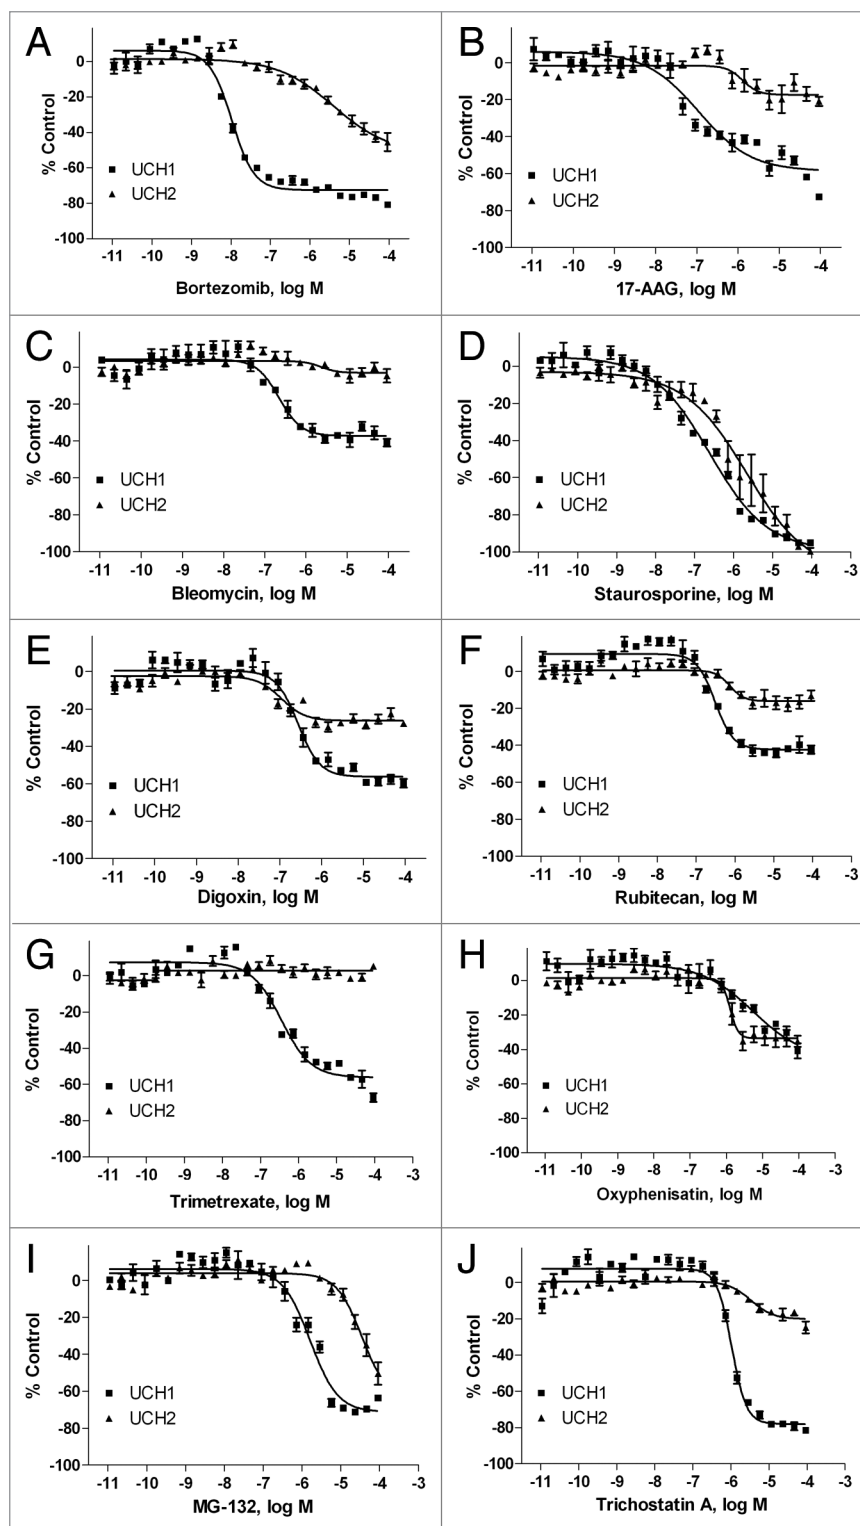 A
% Control
0
-20
-40
-60
-80
-100
UCH1
UCH2
-11 -10 -9 -8 -7 -6 -5 -4
Bortezomib, log M
B
% Control
20
0
-20
-40
-60
-80
-100
UCH1
UCH2
-11 -10 -9 -8 -7 -6 -5 -4
17-AAG, log M
C
% Control
0
-20
-40
-60
-80
-100
UCH1
UCH2
-11 -10 -9 -8 -7 -6 -5 -4
Bleomycin, log M
D
% Control
0
-20
-40
-60
-80
-100
UCH1
UCH2
-11 -10 -9 -8 -7 -6 -5 -4 -3
Staurosporine, log M
E
% Control
0
-20
-40
-60
-80
-100
UCH1
UCH2
-11 -10 -9 -8 -7 -6 -5 -4
Digoxin, log M
F
% Control
0
-20
-40
-60
-80
-100
UCH1
UCH2
-11 -10 -9 -8 -7 -6 -5 -4 -3
Rubitecan, log M
G
% Control
0
-20
-40
-60
-80
-100
UCH1
UCH2
-11 -10 -9 -8 -7 -6 -5 -4 -3
Trimetrexate, log M
H
% Control
0
-20
-40
-60
-80
-100
UCH1
UCH2
-11 -10 -9 -8 -7 -6 -5 -4 -3
Oxyphenisatin, log M
I
% Control
0
-20
-40
-60
-80
-100
UCH1
UCH2
-11 -10 -9 -8 -7 -6 -5 -4 -3
MG-132, log M
J
% Control
0
-20
-40
-60
-80
-100
UCH1
UCH2
-11 -10 -9 -8 -7 -6 -5 -4 -3
Trichostatin A, log M